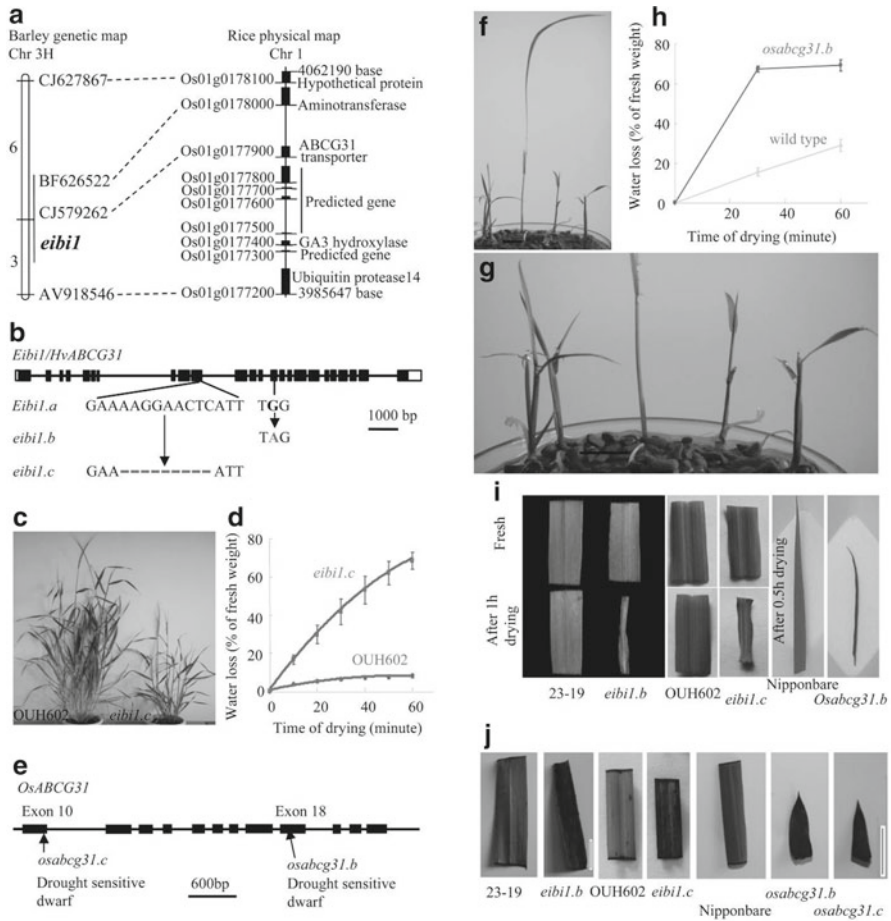 a
Barley genetic map
Chr 3H
Rice physical map
Chr 1
CJ627867
6
BF626522
CJ579262
eibi1
3
AV918546
Os01g0178100
Os01g0178000
Os01g0177900
Os01g0177800
Os01g0177700
Os01g0177600
Os01g0177500
Os01g0177400
Os01g0177300
Os01g0177200
4062190 base
Hypothetical protein
Aminotransferase
ABCG31
transporter
Predicted gene
GA3 hydroxylase
Predicted gene
Ubiquitin protease14
3985647 base
b
Eibi1/HvABCG31
Eibi1.a GAAAAGGAACTCATT TGG
1000 bp
eibi1.b TAG
eibi1.c GAA---------ATT
c
OUH602 eibi1.c
d
Water loss (% of fresh weight)
80
60
40
20
0
eibi1.c
OUH602
0 10 20 30 40 50 60
Time of drying (minute)
e
OsABCG31
Exon 10
Exon 18
osabcg31.c
Drought sensitive
dwarf
600bp
osabcg31.b
Drought sensitive
dwarf
f
g
h
Water loss (% of fresh weight)
80
60
40
20
0
osabcg31.b
wild type
0 20 40 60
Time of drying (minute)
i
Fresh
After 1h
drying
After 0.5h drying
23-19
eibi1.b
OUH602
eibi1.c
Nipponbare
Osabcg31.b
j
23-19
eibi1.b
OUH602
eibi1.c
Nipponbare
osabcg31.b
osabcg31.c